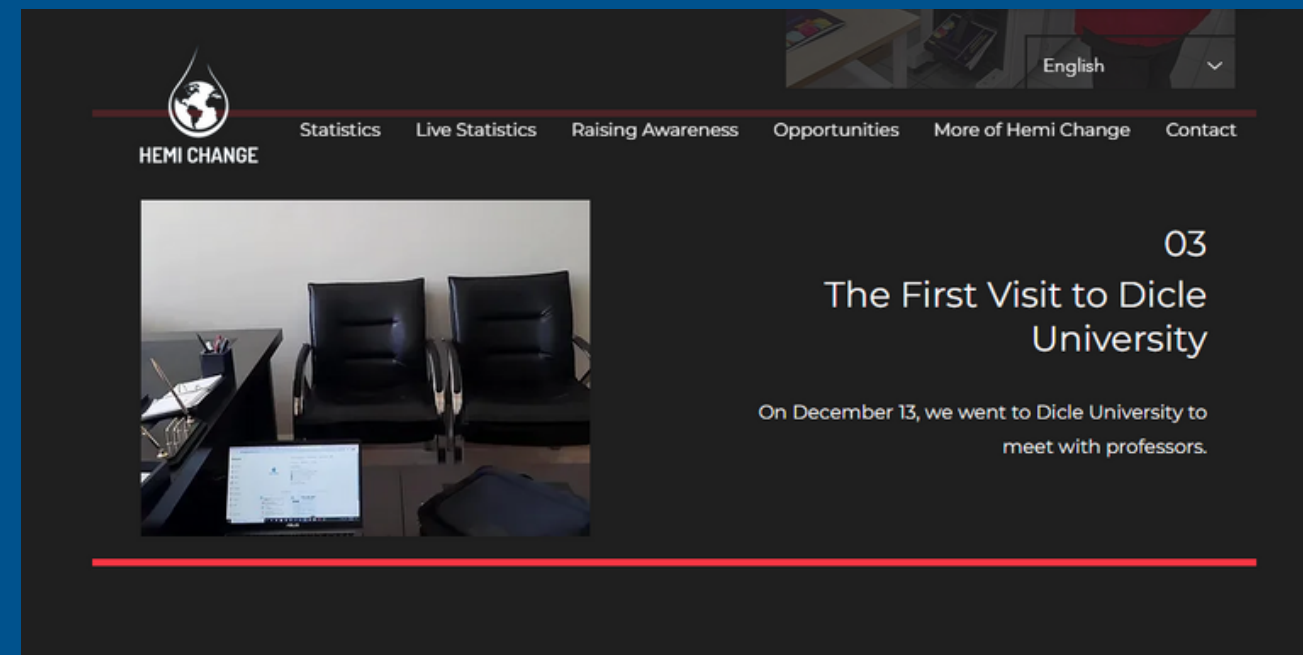 English
HEMI CHANGE
Statistics Live Statistics Raising Awareness Opportunities More of Hemi Change Contact
03
The First Visit to Dicle
University
On December 13, we went to Dicle University to
meet with professors.
ASUS